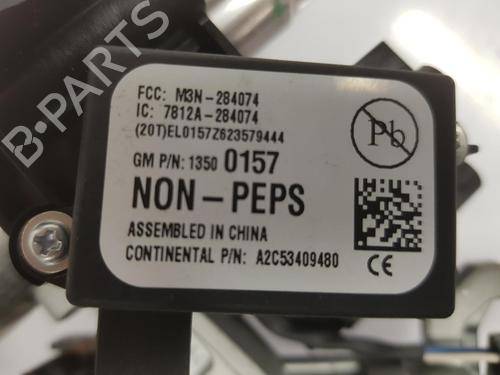 FCC: M3N-284074
IC: 7812A-284074
(20T)EL0157Z623579444
GM P/N: 1350 0157
NON-PEPS
ASSEMBLED IN CHINA
CONTINENTAL P/N: A2C53409480
Pb
CE
B-PARTS